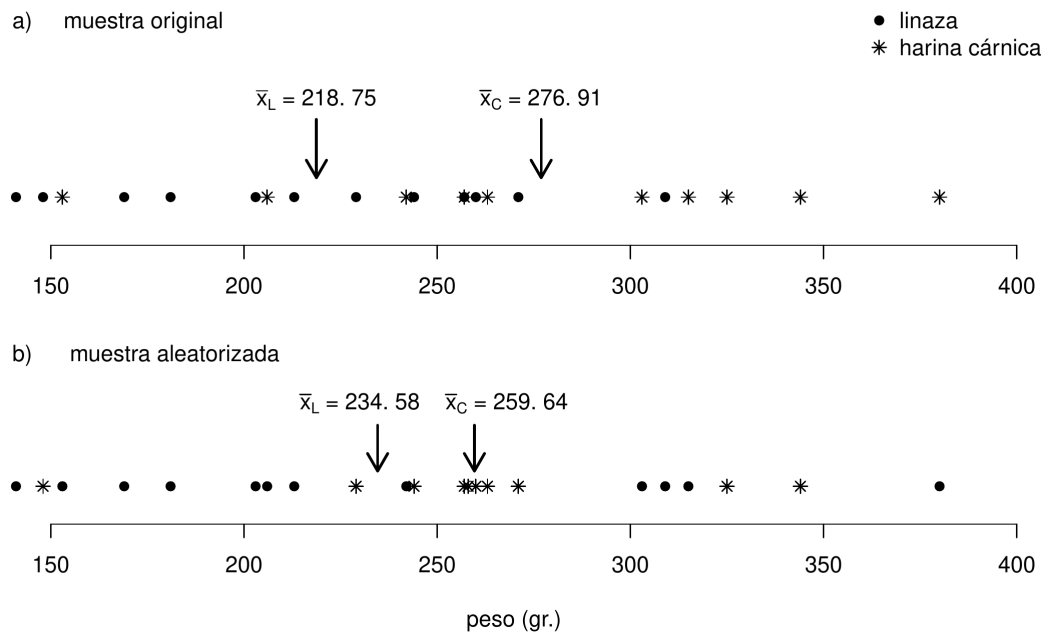 a) muestra original
linaza
harina cárnica
x̅L = 218. 75
x̅C = 276. 91
150 200 250 300 350 400
b) muestra aleatorizada
x̅L = 234. 58
x̅C = 259. 64
150 200 250 300 350 400
peso (gr.)